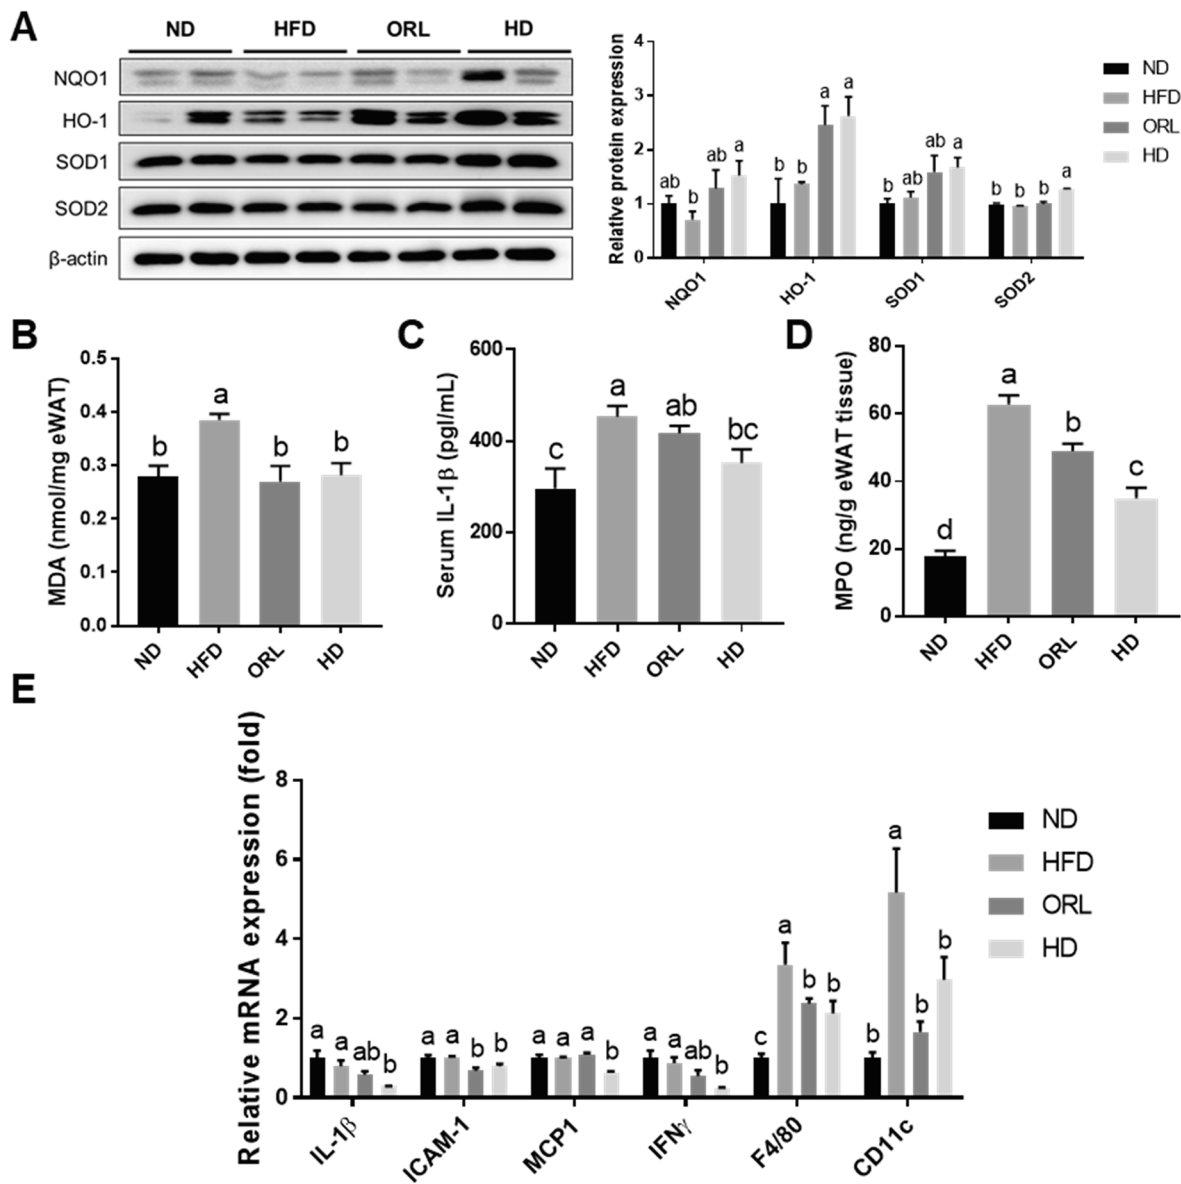 A
ND HFD ORL HD
NQO1
HO-1
SOD1
SOD2
β-actin
Relative protein expression
4
3
2
1
0
ab b ab a
b b a a
b ab ab a
b b b a
NQO1 HO-1 SOD1 SOD2
ND
HFD
ORL
HD
B
MDA (nmol/mg eWAT)
0.5
0.4
0.3
0.2
0.1
0.0
b a b b
ND HFD ORL HD
C
Serum IL-1β (pgl/mL)
600
400
200
0
c a ab bc
ND HFD ORL HD
D
MPO (ng/g eWAT tissue)
80
60
40
20
0
d a b c
ND HFD ORL HD
E
Relative mRNA expression (fold)
8
6
4
2
0
a a ab b
a a b b
a a a b
a a ab b
c a b b
b a b b
IL-1β ICAM-1 MCP1 IFNγ F4/80 CD11c
ND
HFD
ORL
HD